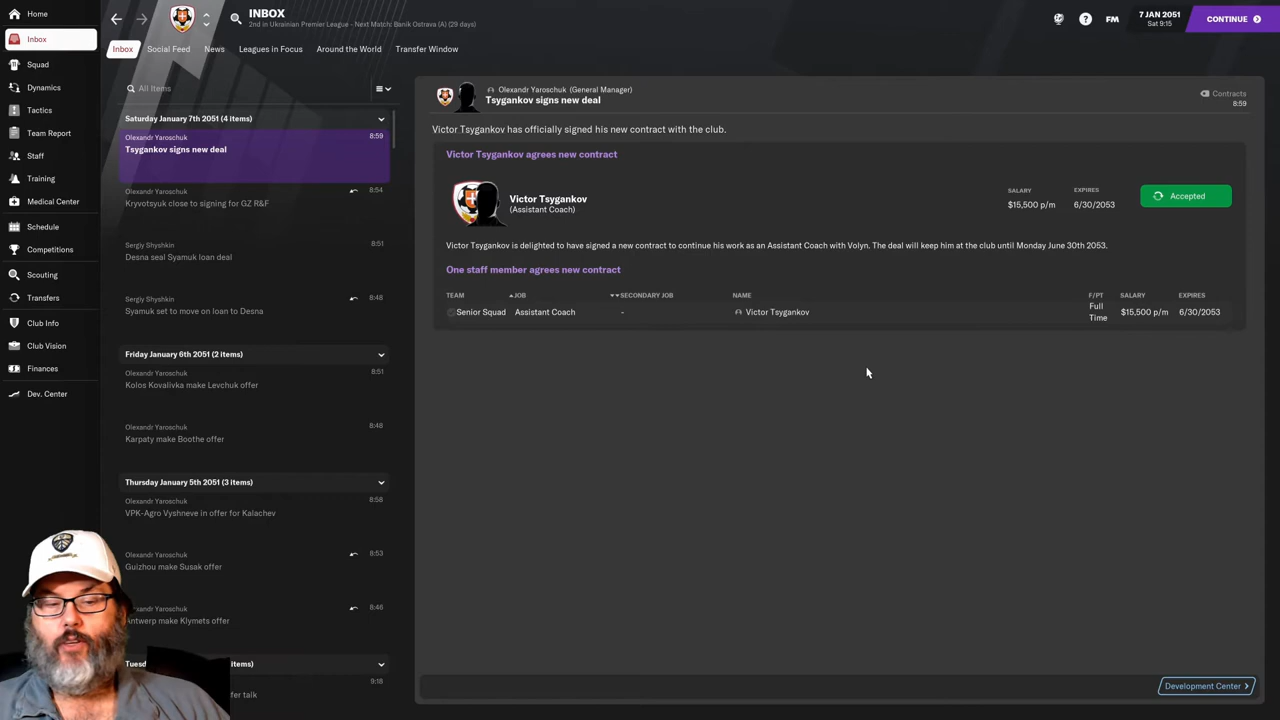 Home
Inbox
Squad
Dynamics
Tactics
Team Report
Staff
Training
Medical Center
Schedule
Competitions
Scouting
Transfers
Club Info
Club Vision
Finances
Dev. Center
INBOX
2nd in Ukrainian Premier League - Next Match: Banik Ostrava (A) (29 days)
FM
7 JAN 2051
Sat 9:15
CONTINUE
Inbox
Social Feed
News
Leagues in Focus
Around the World
Transfer Window
All Items
Saturday January 7th 2051 (4 items)
Olexandr Yaroschuk 8:59
Tsygankov signs new deal
Olexandr Yaroschuk 8:54
Kryvotsyuk close to signing for GZ R&F
Sergiy Shyshkin 8:51
Desna seal Syamuk loan deal
Sergiy Shyshkin 8:48
Syamuk set to move on loan to Desna
Friday January 6th 2051 (2 items)
Olexandr Yaroschuk 8:51
Kolos Kovalivka make Levchuk offer
Olexandr Yaroschuk 8:48
Karpaty make Boothe offer
Thursday January 5th 2051 (3 items)
Olexandr Yaroschuk 8:58
VPK-Agro Vyshneve in offer for Kalachev
Olexandr Yaroschuk 8:53
Guizhou make Susak offer
exandr Yaroschuk 8:46
Antwerp make Klymets offer
items)
9:18
fer talk
Olexandr Yaroschuk (General Manager)
Tsygankov signs new deal
Contracts
8:59
Victor Tsygankov has officially signed his new contract with the club.
Victor Tsygankov agrees new contract
Victor Tsygankov
(Assistant Coach)
SALARY
$15,500 p/m
EXPIRES
6/30/2053
Accepted
Victor Tsygankov is delighted to have signed a new contract to continue his work as an Assistant Coach with Volyn. The deal will keep him at the club until Monday June 30th 2053.
One staff member agrees new contract
TEAM JOB SECONDARY JOB NAME F/PT SALARY EXPIRES
Senior Squad Assistant Coach - Victor Tsygankov Full Time $15,500 p/m 6/30/2053
Development Center